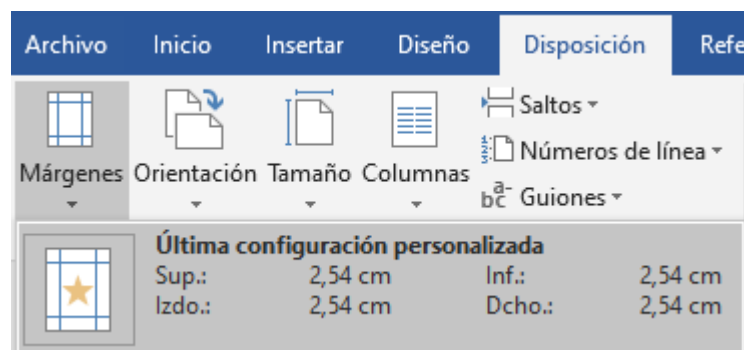 Archivo Inicio Insertar Diseño Disposición Refe
Saltos
Números de línea
Guiones
Márgenes Orientación Tamaño Columnas
Última configuración personalizada
Sup.: 2,54 cm Inf.: 2,54 cm
Izdo.: 2,54 cm Dcho.: 2,54 cm